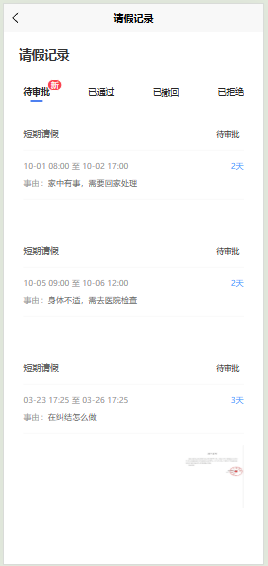 请假记录
请假记录
待审批 新 已通过 已撤回 已拒绝
短期请假 待审批
10-01 08:00 至 10-02 17:00 2天
事由：家中有事，需要回家处理
短期请假 待审批
10-05 09:00 至 10-06 12:00 2天
事由：身体不适，需去医院检查
短期请假 待审批
03-23 17:25 至 03-26 17:25 3天
事由：在纠结怎么做